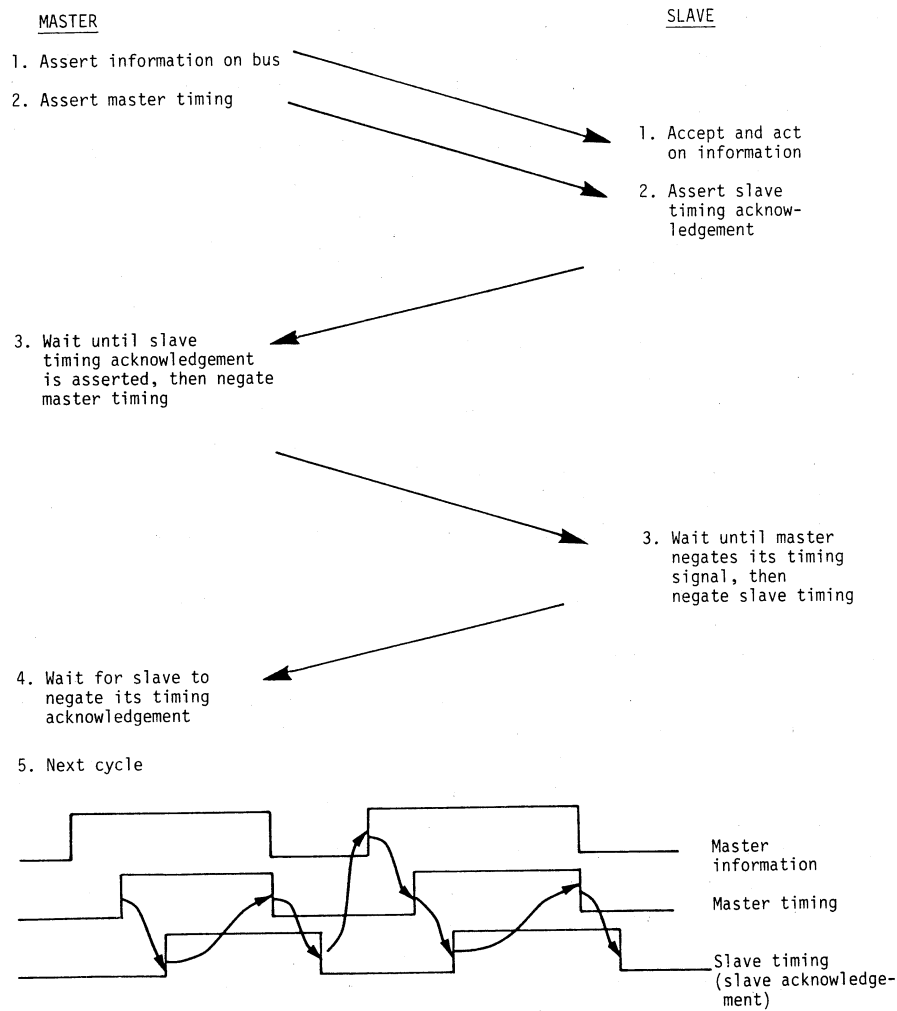 MASTER
SLAVE
1. Assert information on bus
2. Assert master timing
1. Accept and act
on information
2. Assert slave
timing acknow-
ledgement
3. Wait until slave
timing acknowledgement
is asserted, then negate
master timing
3. Wait until master
negates its timing
signal, then
negate slave timing
4. Wait for slave to
negate its timing
acknowledgement
5. Next cycle
Master
information
Master timing
Slave timing
(slave acknowledge-
ment)